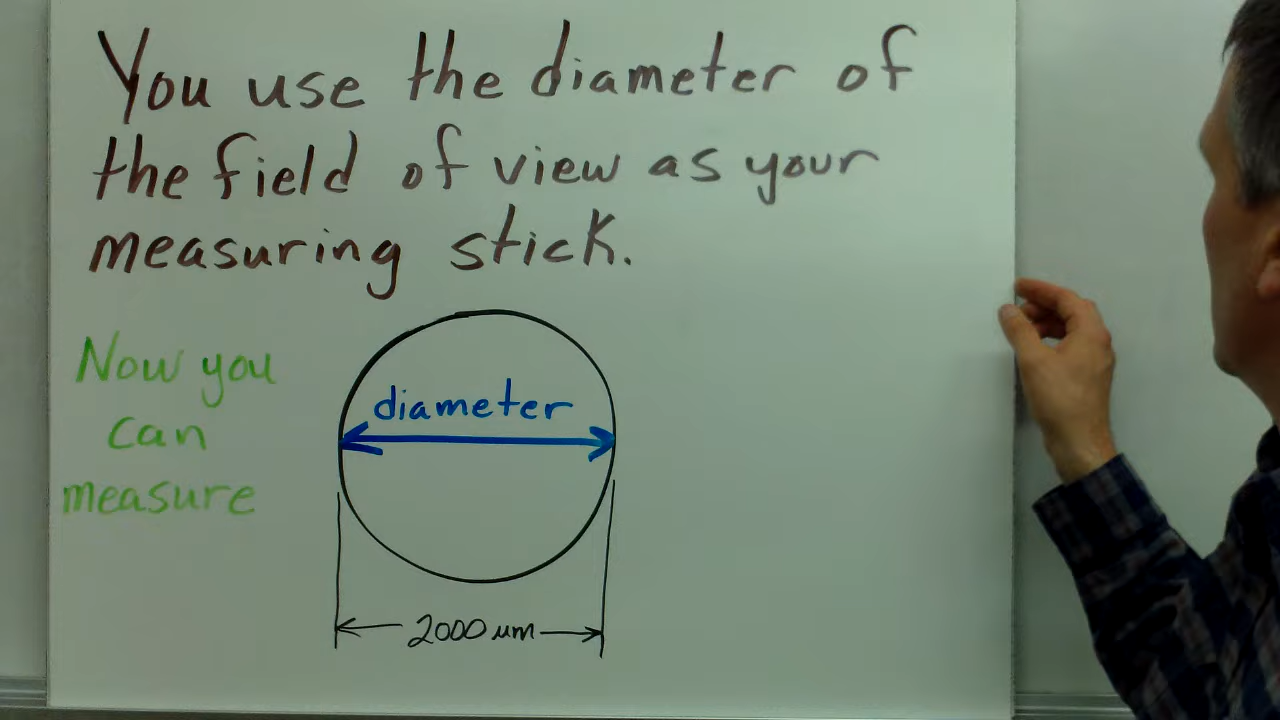 You use the diameter of
the field of view as your
measuring stick.
Now you
can
measure
diameter
2000 um